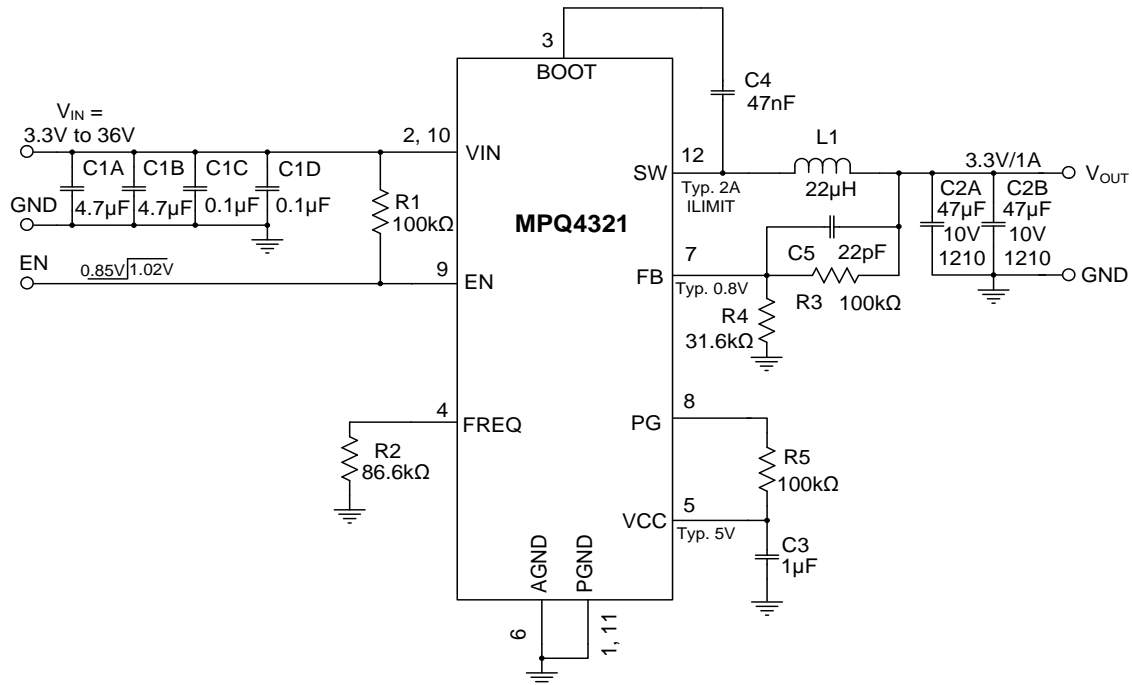 3
BOOT
C4
47nF
V_IN =
3.3V to 36V
2, 10
VIN
C1A
C1B
C1C
C1D
4.7µF
4.7µF
0.1µF
0.1µF
GND
R1
100kΩ
EN
0.85V
1.02V
9
EN
MPQ4321
12
SW
Typ. 2A
ILIMIT
L1
22µH
3.3V/1A
V_OUT
C2A
47µF
10V
1210
C2B
47µF
10V
1210
GND
7
FB
Typ. 0.8V
C5
22pF
R3
100kΩ
R4
31.6kΩ
4
FREQ
R2
86.6kΩ
8
PG
R5
100kΩ
5
VCC
Typ. 5V
C3
1µF
AGND
PGND
6
1, 11